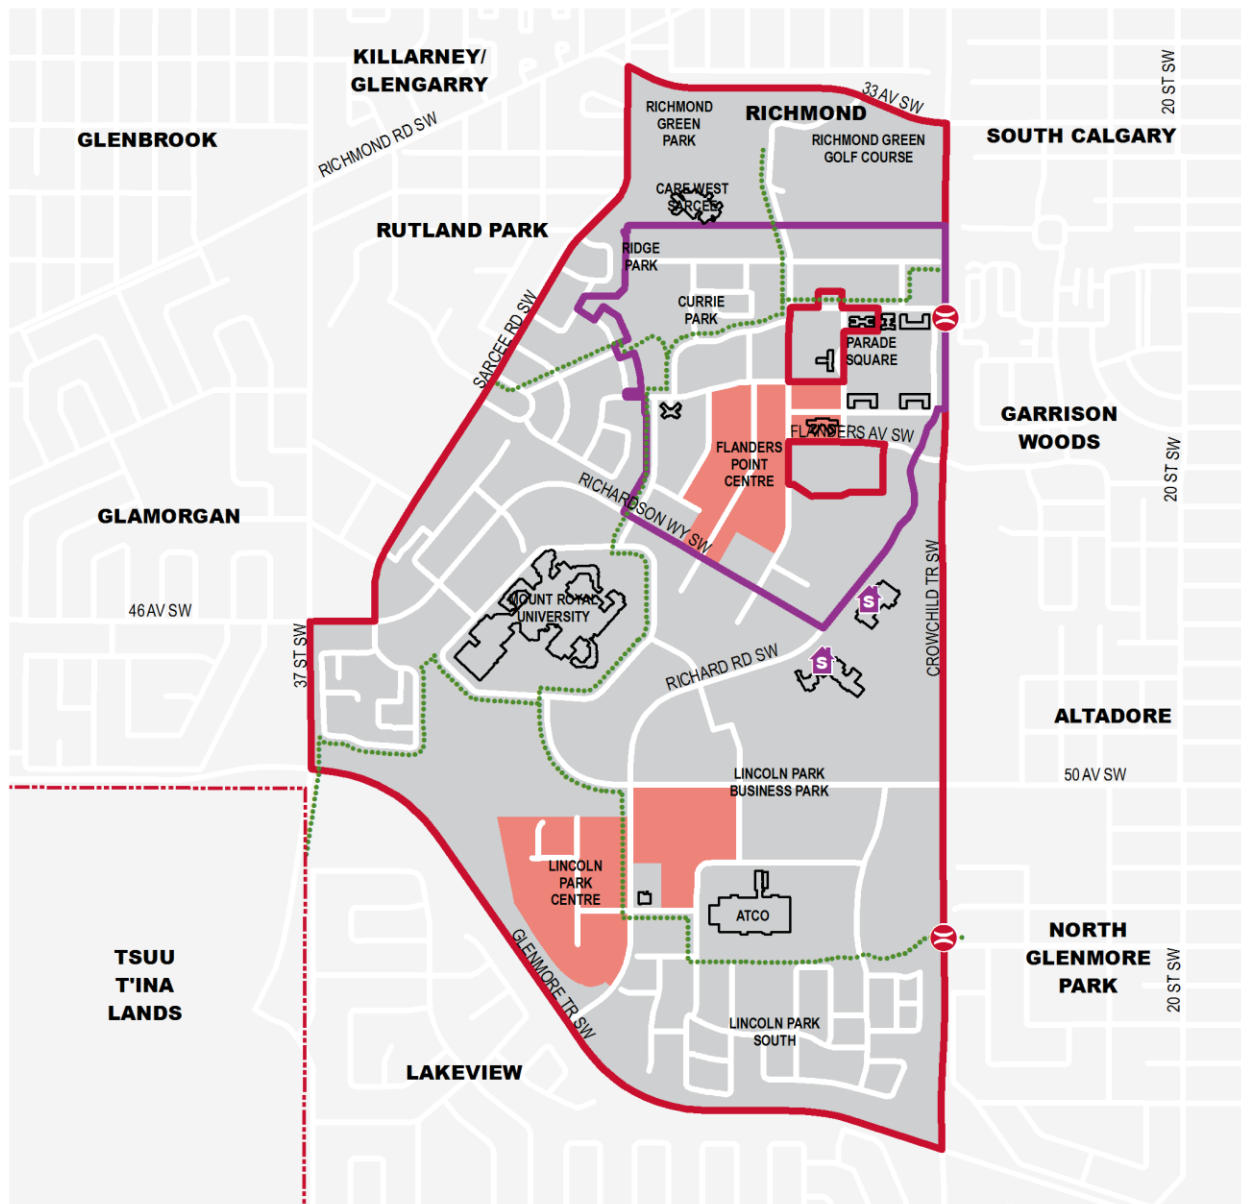 KILLARNEY/
GLENGARRY
20 ST SW
33 AV SW
RICHMOND
GREEN
PARK
RICHMOND
GLENBROOK
RICHMOND RD SW
RICHMOND GREEN
GOLF COURSE
SOUTH CALGARY
CARE WEST
SARCEE
RUTLAND PARK
RIDGE
PARK
CURRIE
PARK
SARCEE RD SW
PARADE
SQUARE
GARRISON
WOODS
FLANDERS AV SW
FLANDERS
POINT
CENTRE
20 ST SW
RICHARDSON WY SW
GLAMORGAN
CROWCHILD TR SW
46 AV SW
MOUNT ROYAL
UNIVERSITY
S
37 ST SW
S
RICHARD RD SW
ALTADORE
LINCOLN PARK
BUSINESS PARK
50 AV SW
LINCOLN
PARK
CENTRE
ATCO
GLENMORE TR SW
NORTH
GLENMORE
PARK
20 ST SW
TSUU
T'INA
LANDS
LINCOLN PARK
SOUTH
LAKEVIEW